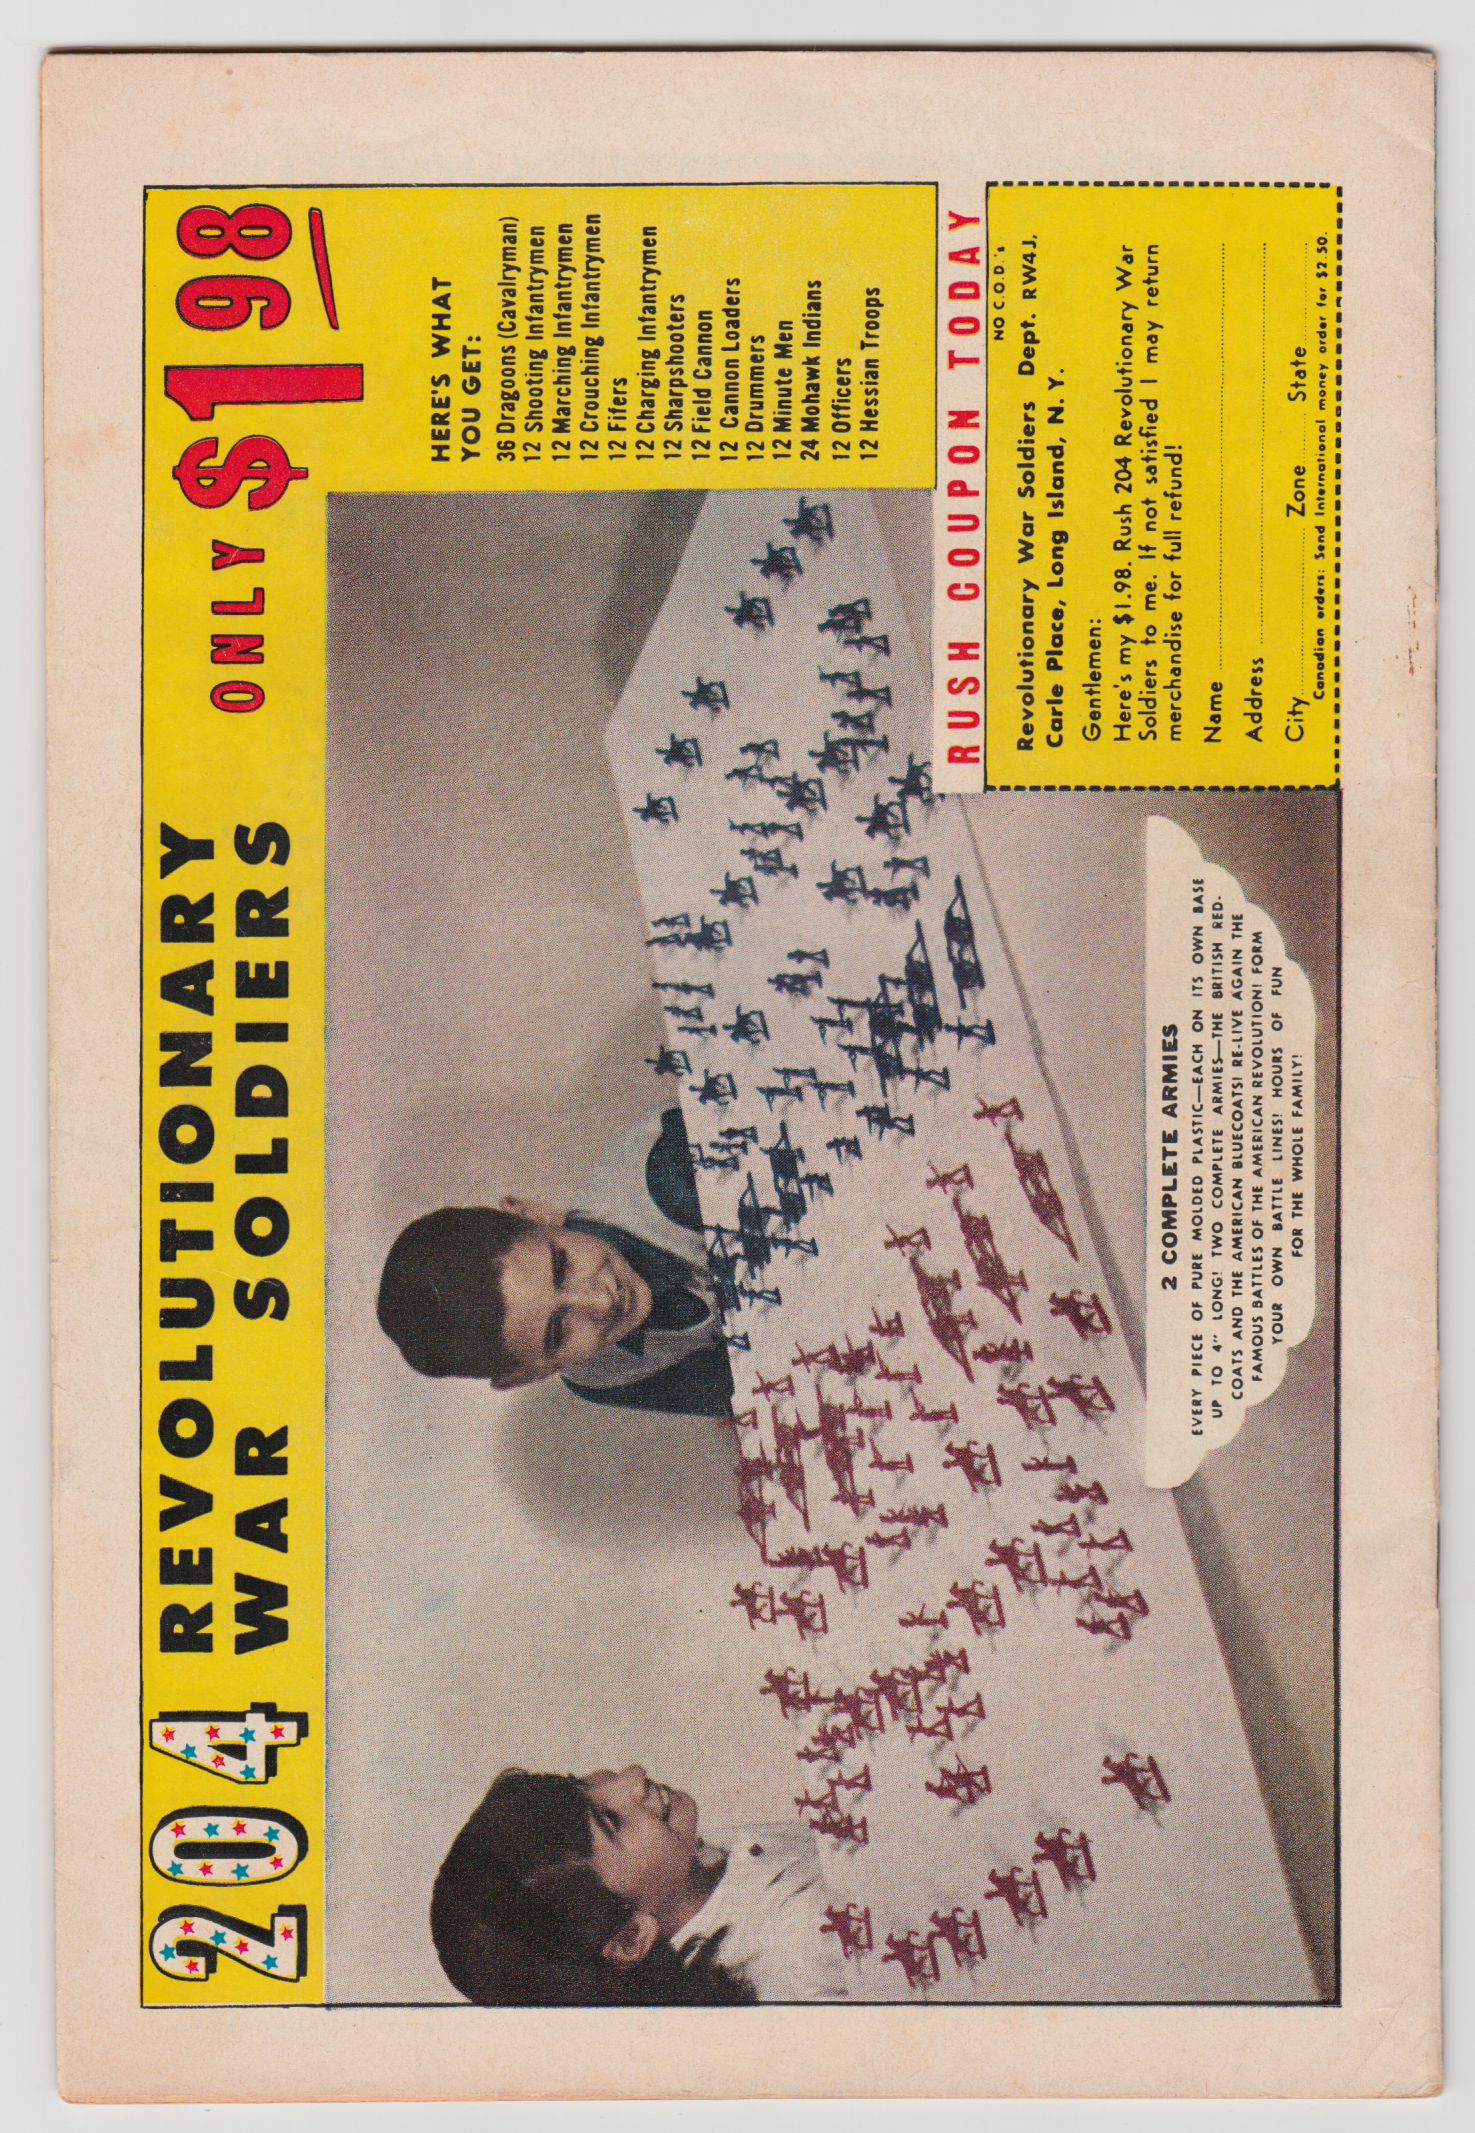 204 REVOLUTIONARY
WAR SOLDIERS
ONLY $1 98
HERE'S WHAT
YOU GET:
36 Dragoons (Cavalryman)
12 Shooting Infantrymen
12 Marching Infantrymen
12 Crouching Infantrymen
12 Fifers
12 Charging Infantrymen
12 Sharpshooters
12 Field Cannon
12 Cannon Loaders
12 Drummers
12 Minute Men
24 Mohawk Indians
12 Officers
12 Hessian Troops
2 COMPLETE ARMIES
EVERY PIECE OF PURE MOLDED PLASTIC—EACH ON ITS OWN BASE
UP TO 4" LONG! TWO COMPLETE ARMIES—THE BRITISH RED-
COATS AND THE AMERICAN BLUECOATS! RE-LIVE AGAIN THE
FAMOUS BATTLES OF THE AMERICAN REVOLUTION! FORM
YOUR OWN BATTLE LINES! HOURS OF FUN
FOR THE WHOLE FAMILY!
RUSH COUPON TODAY
NO C.O.D.'s
Revolutionary War Soldiers Dept. RW4J,
Carle Place, Long Island, N. Y.
Gentlemen:
Here's my $1.98. Rush 204 Revolutionary War
Soldiers to me. If not satisfied I may return
merchandise for full refund!
Name
Address
City Zone State
Canadian orders: Send International money order for $2.50.